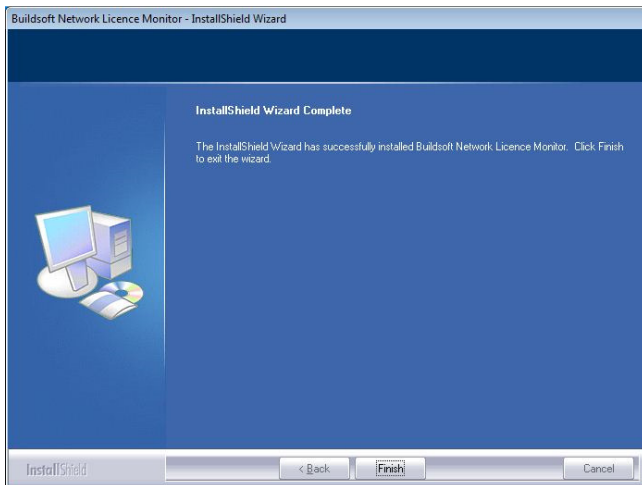 Buildsoft Network Licence Monitor - InstallShield Wizard
InstallShield Wizard Complete
The InstallShield Wizard has successfully installed Buildsoft Network Licence Monitor. Click Finish
to exit the wizard.
InstallShield
< Back
Finish
Cancel